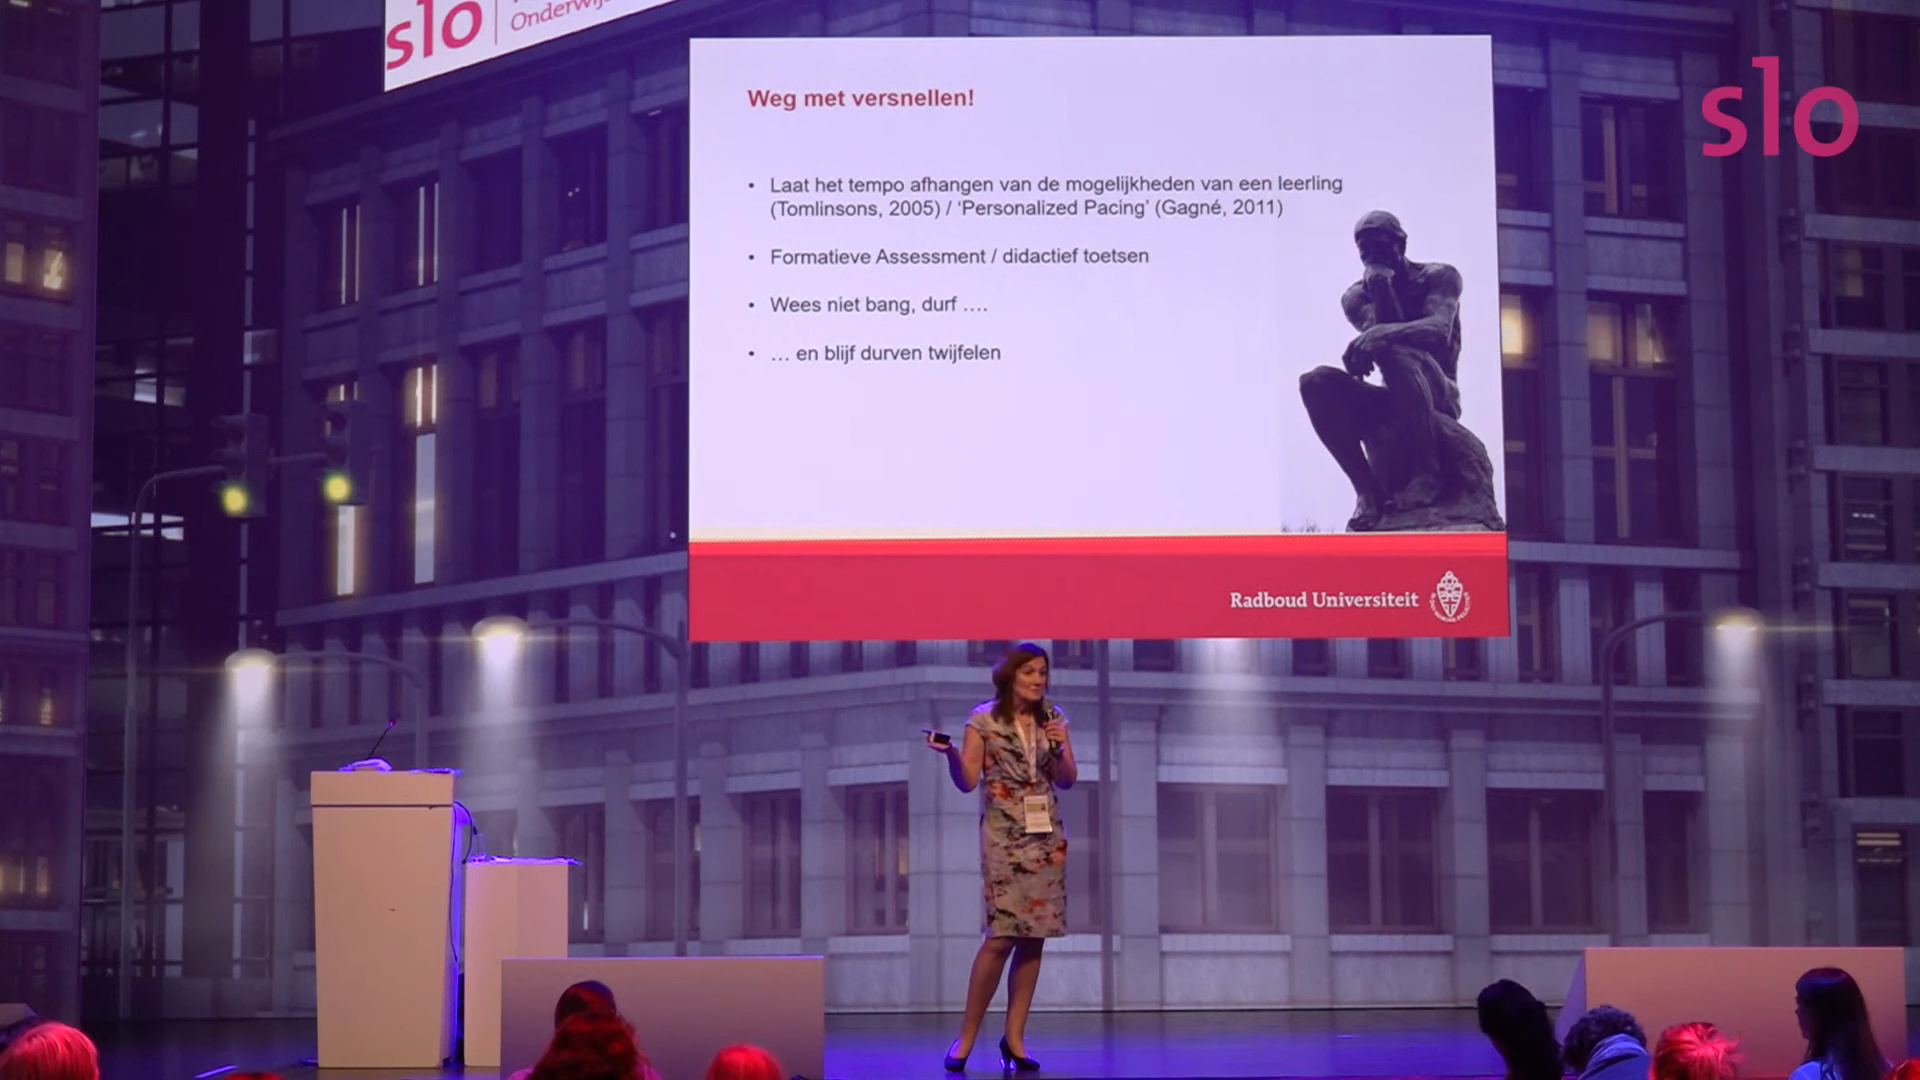 slo
Weg met versnellen!
slo
• Laat het tempo afhangen van de mogelijkheden van een leerling
(Tomlinsons, 2005) / ‘Personalized Pacing’ (Gagné, 2011)
• Formatieve Assessment / didactief toetsen
• Wees niet bang, durf ….
• … en blijf durven twijfelen
Radboud Universiteit